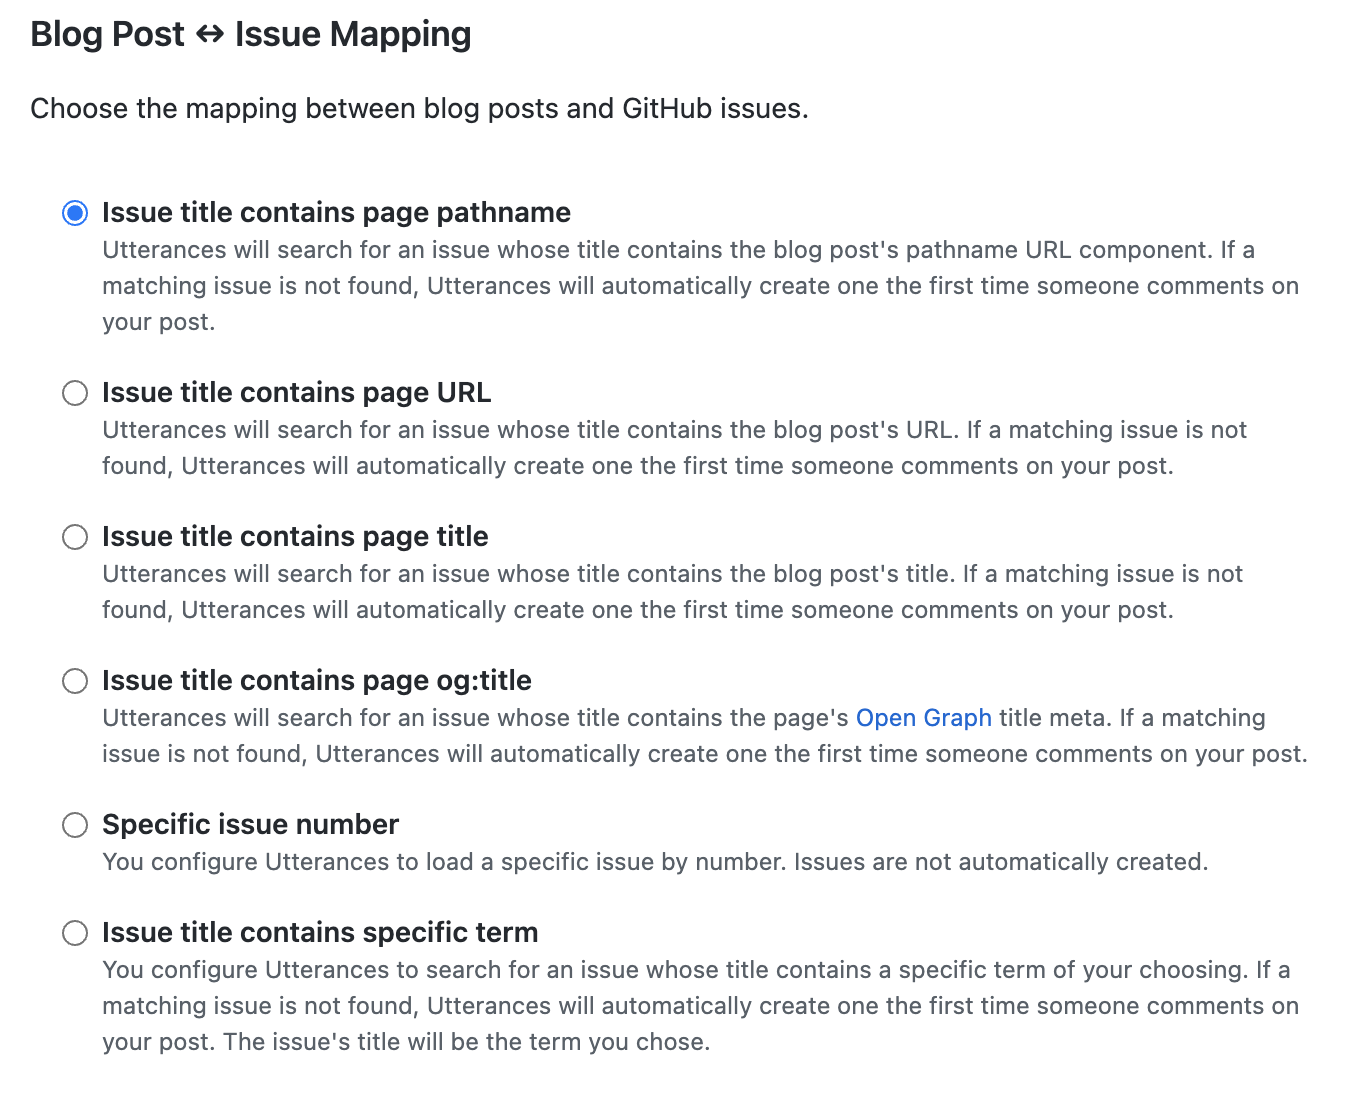 Blog Post ↔ Issue Mapping
Choose the mapping between blog posts and GitHub issues.
Issue title contains page pathname
Utterances will search for an issue whose title contains the blog post's pathname URL component. If a
matching issue is not found, Utterances will automatically create one the first time someone comments on
your post.
Issue title contains page URL
Utterances will search for an issue whose title contains the blog post's URL. If a matching issue is not
found, Utterances will automatically create one the first time someone comments on your post.
Issue title contains page title
Utterances will search for an issue whose title contains the blog post's title. If a matching issue is not
found, Utterances will automatically create one the first time someone comments on your post.
Issue title contains page og:title
Utterances will search for an issue whose title contains the page's Open Graph title meta. If a matching
issue is not found, Utterances will automatically create one the first time someone comments on your post.
Specific issue number
You configure Utterances to load a specific issue by number. Issues are not automatically created.
Issue title contains specific term
You configure Utterances to search for an issue whose title contains a specific term of your choosing. If a
matching issue is not found, Utterances will automatically create one the first time someone comments on
your post. The issue's title will be the term you chose.